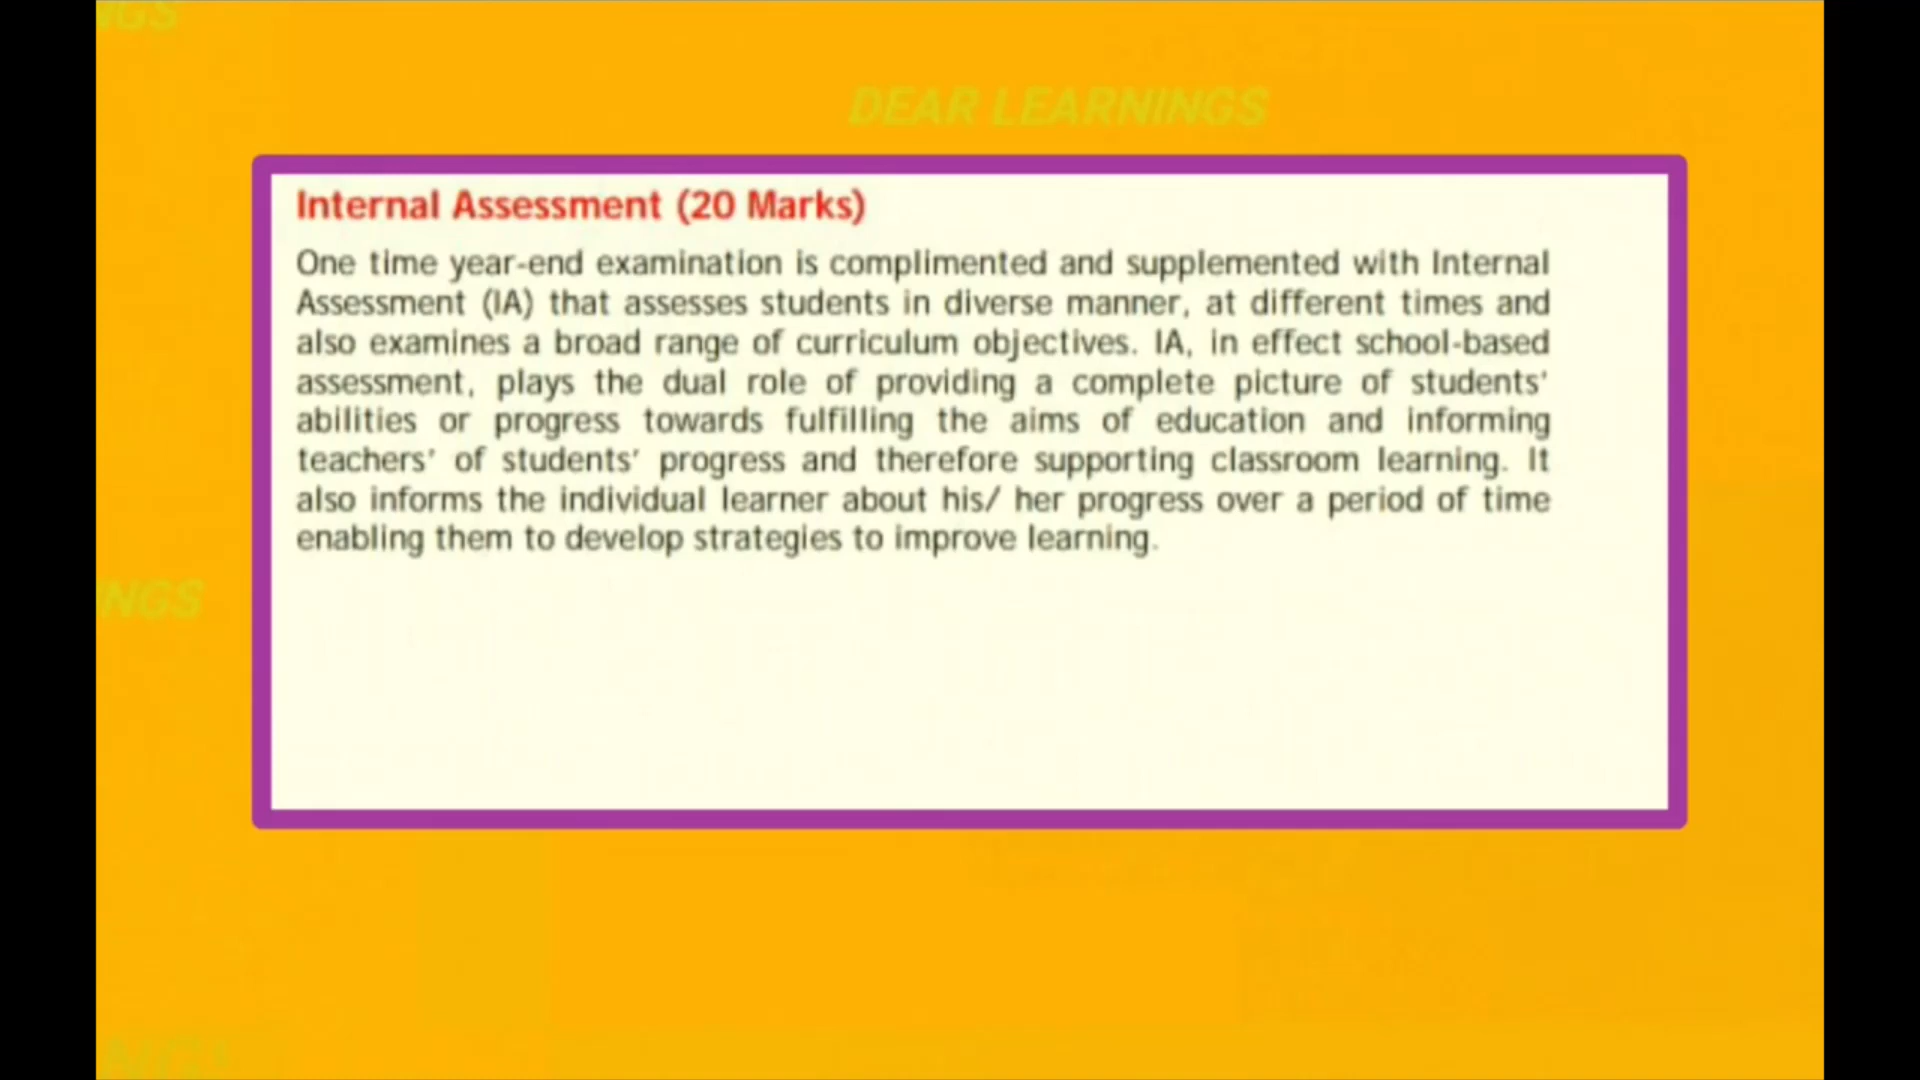 NGS
DEAR LEARNINGS
Internal Assessment (20 Marks)
One time year-end examination is complimented and supplemented with Internal
Assessment (IA) that assesses students in diverse manner, at different times and
also examines a broad range of curriculum objectives. IA, in effect school-based
assessment, plays the dual role of providing a complete picture of students'
abilities or progress towards fulfilling the aims of education and informing
teachers' of students' progress and therefore supporting classroom learning. It
also informs the individual learner about his/ her progress over a period of time
enabling them to develop strategies to improve learning.
INGS